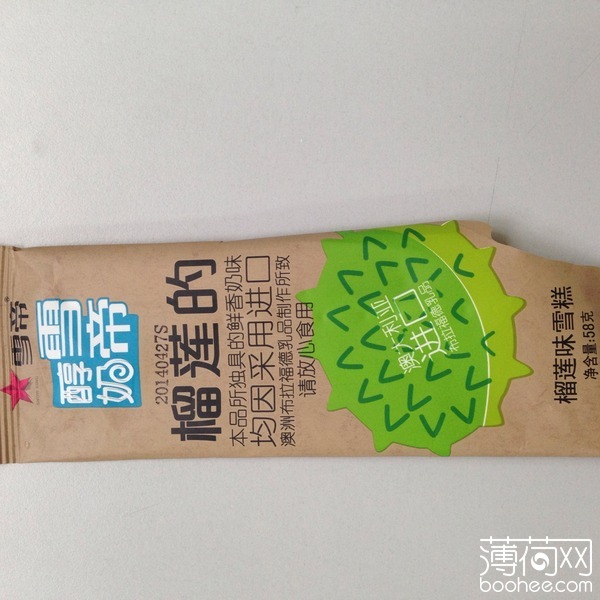 雪帝
醇奶
雪帝
20140427S
榴莲的
本品所独具的鲜香奶味
均因采用进口
澳洲布拉福德乳品制作所致
请放心食用
澳大利亚
进口
布拉福德乳品
榴莲味雪糕
净含量:58克
薄荷网
boohee.com